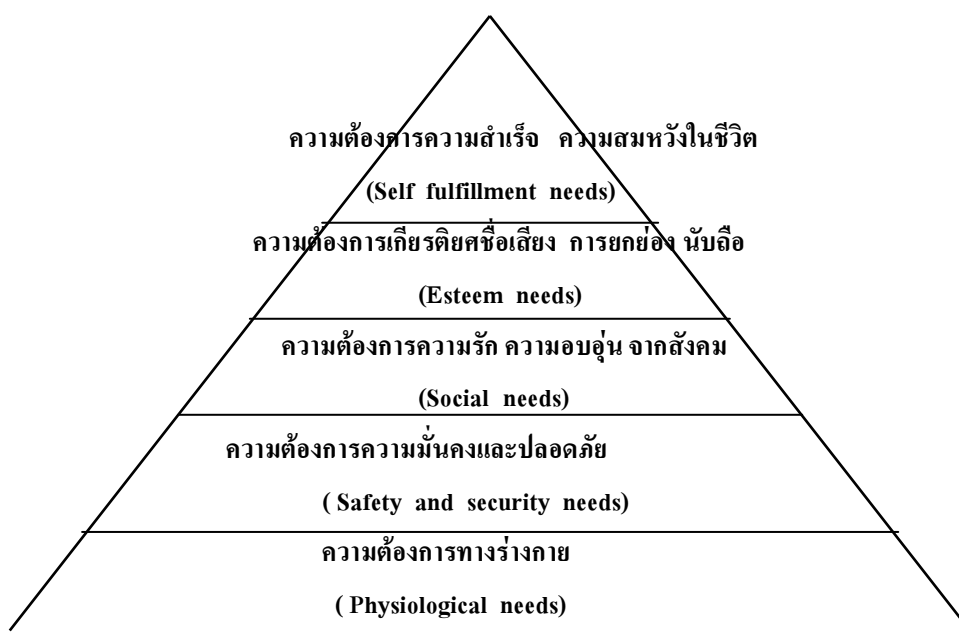 ความต้องการความสำเร็จ ความสมหวังในชีวิต
(Self fulfillment needs)
ความต้องการเกียรติยศชื่อเสียง การยกย่อง นับถือ
(Esteem needs)
ความต้องการความรัก ความอบอุ่น จากสังคม
(Social needs)
ความต้องการความมั่นคงและปลอดภัย
( Safety and security needs)
ความต้องการทางร่างกาย
( Physiological needs)